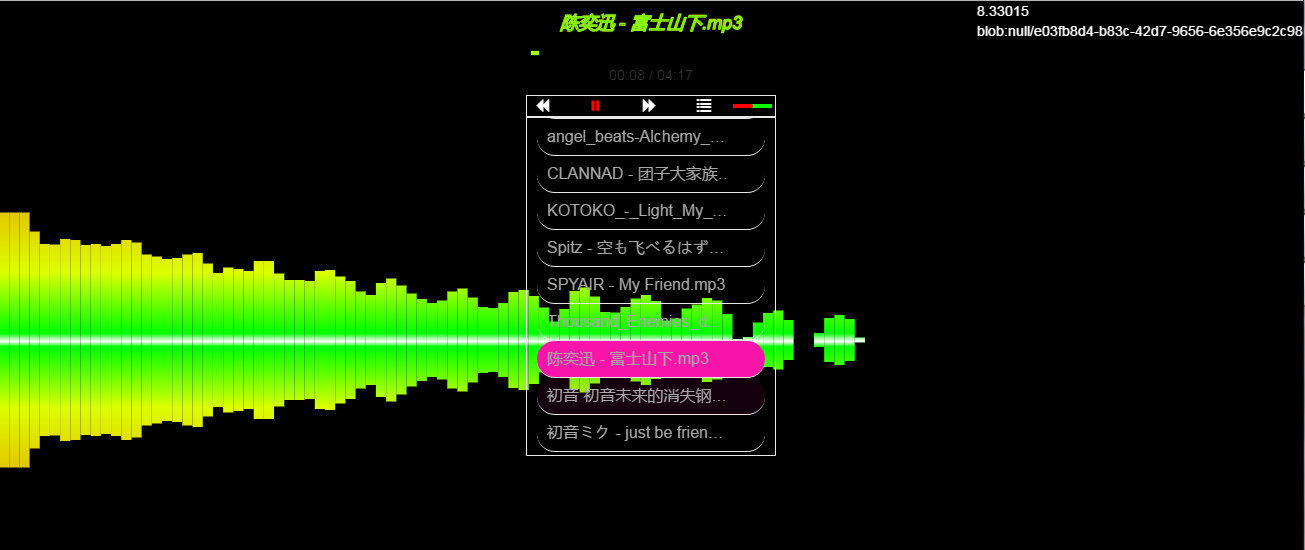 陈奕迅 - 富士山下.mp3
8.33015
blob:null/e03fb8d4-b83c-42d7-9656-6e356e9c2c98
00:08 / 04:17
angel_beats-Alchemy_...
CLANNAD - 团子大家族..
KOTOKO_-_Light_My_...
Spitz - 空も飞べるはず...
SPYAIR - My Friend.mp3
Thousand_Enemies_d...
陈奕迅 - 富士山下.mp3
初音 初音未来的消失钢...
初音ミク - just be frien...